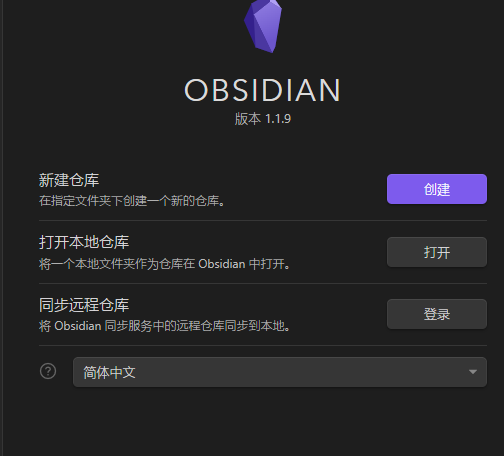 OBSIDIAN
版本 1.1.9
新建仓库
在指定文件夹下创建一个新的仓库。
创建
打开本地仓库
将一个本地文件夹作为仓库在 Obsidian 中打开。
打开
同步远程仓库
将 Obsidian 同步服务中的远程仓库同步到本地。
登录
简体中文